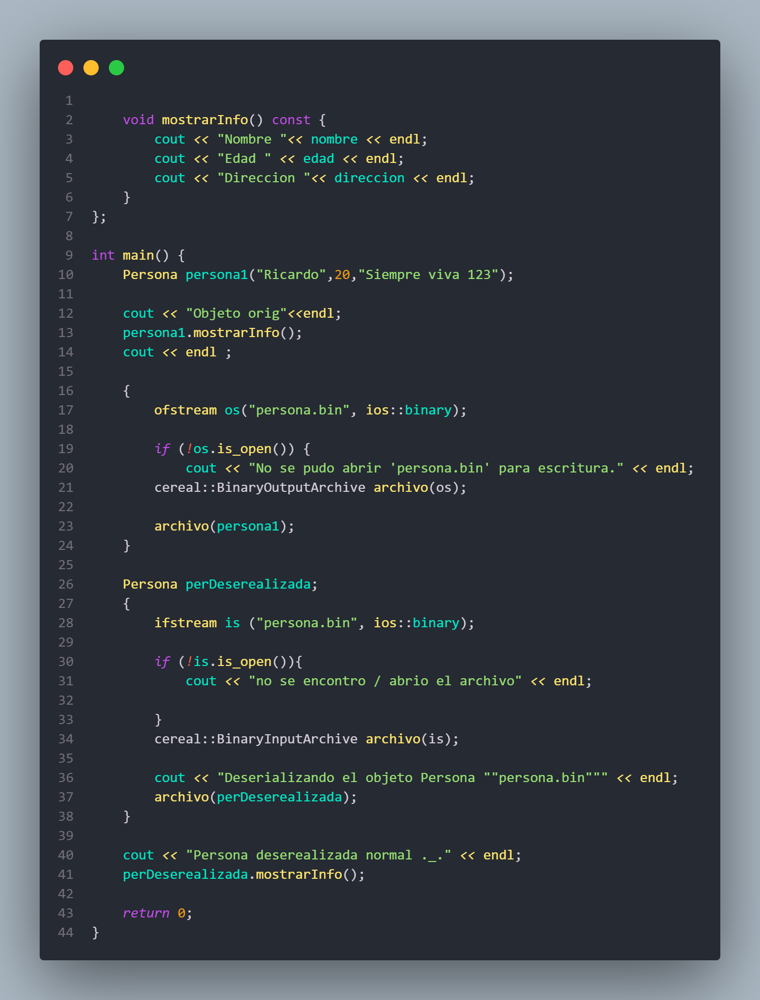 1
2 void mostrarInfo() const {
3 cout << "Nombre "<< nombre << endl;
4 cout << "Edad " << edad << endl;
5 cout << "Direccion "<< direccion << endl;
6 }
7 };
8
9 int main() {
10 Persona persona1("Ricardo",20,"Siempre viva 123");
11
12 cout << "Objeto orig"<<endl;
13 persona1.mostrarInfo();
14 cout << endl ;
15
16 {
17 ofstream os("persona.bin", ios::binary);
18
19 if (!os.is_open()) {
20 cout << "No se pudo abrir 'persona.bin' para escritura." << endl;
21 cereal::BinaryOutputArchive archivo(os);
22
23 archivo(persona1);
24 }
25
26 Persona perDeserealizada;
27 {
28 ifstream is ("persona.bin", ios::binary);
29
30 if (!is.is_open()){
31 cout << "no se encontro / abrio el archivo" << endl;
32
33 }
34 cereal::BinaryInputArchive archivo(is);
35
36 cout << "Deserializando el objeto Persona ""persona.bin""" << endl;
37 archivo(perDeserealizada);
38 }
39
40 cout << "Persona deserealizada normal ._." << endl;
41 perDeserealizada.mostrarInfo();
42
43 return 0;
44 }